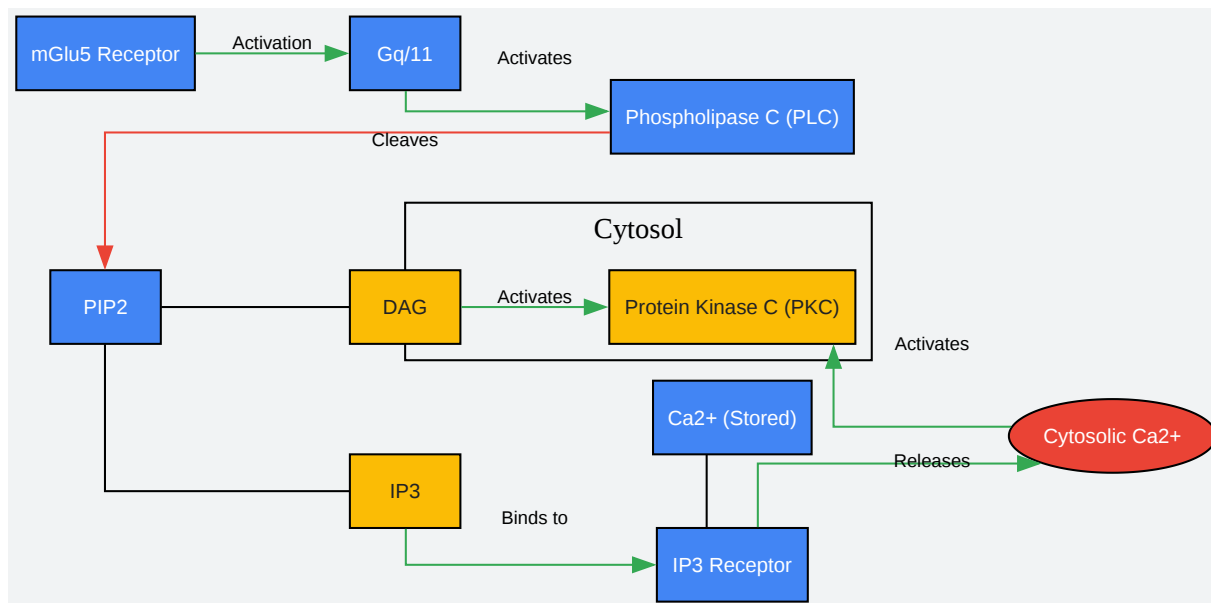 mGlu5 Receptor
Activation
Gq/11
Activates
Phospholipase C (PLC)
Cleaves
Cytosol
PIP2
DAG
Activates
Protein Kinase C (PKC)
Activates
Ca2+ (Stored)
Cytosolic Ca2+
Releases
IP3
Binds to
IP3 Receptor